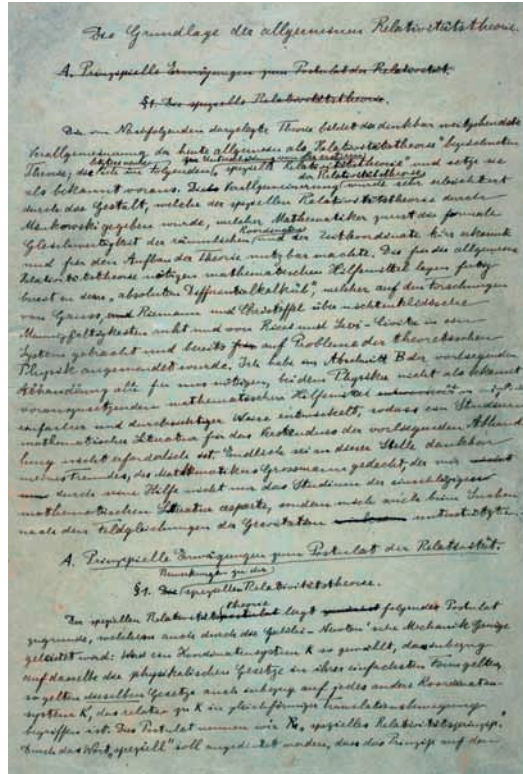 Die Grundlage der allgemeinen Relativitätstheorie.
A. Prinzipielle Erwägungen zum Postulat der Relativität.
§1. Die spezielle Relativitätstheorie.
Die im Nachfolgenden dargelegte Theorie bildet die denkbar weitgehendste
Verallgemeinerung der heute allgemein als "Relativitätstheorie" bezeichneten
Theorie; die im folgenden "spezielle Relativitätstheorie" und setze sie
als bekannt voraus. Die Verallgemeinerung der Relativitätstheorie wurde sehr erleichtert
durch die Gestalt, welche der speziellen Relativitätstheorie durch
Minkowski gegeben wurde, welcher Mathematiker zuerst die formale
Gleichwertigkeit der räumlichen Koordinaten und der Zeitkoordinate klar erkannte
und für den Aufbau der Theorie nutzbar machte. Die für die allgemeine
Relativitätstheorie nötigen mathematischen Hilfsmittel lagen fertig
bereit in dem "absoluten Differentialkalkül", welcher auf den Forschungen
von Gauss, und Riemann und Christoffel über nichteuklidische
Mannigfaltigkeiten ruht und von Ricci und Levi-Civita in ein
System gebracht und bereits auf Probleme der theoretischen
Physik angewendet wurde. Ich habe im Abschnitt B der vorliegenden
Abhandlung alle für uns nötigen, bei dem Physiker nicht als bekannt
vorauszusetzenden mathematischen Hilfsmittel in
einfacher und durchsichtiger Weise entwickelt, sodass ein Studium
mathematischer Literatur für das Verständnis der vorliegenden Abhand-
lung nicht erforderlich ist. Endlich sei an dieser Stelle dankbar
meines Freundes, des Mathematikers Grossmann gedacht, der mir
durch seine Hilfe nicht nur das Studium der einschlägigen
mathematischen Literatur ersparte, sondern mich auch beim Suchen
nach den Feldgleichungen der Gravitation unterstützte.
A. Prinzipielle Erwägungen zum Postulat der Relativität.
§1. Die Bemerkungen zu der speziellen Relativitätstheorie.
Der speziellen Relativitätstheorie liegt folgendes Postulat
zugrunde, welchem auch durch die Galilei-Newton'sche Mechanik Genüge
geleistet wird: Wird ein Koordinatensystem K so gewählt, dass inbezug
auf dasselbe die physikalischen Gesetze in ihrer einfachsten Form gelten,
so gelten dieselben Gesetze auch inbezug auf jedes andere Koordinaten-
system K', das relativ zu K in gleichförmiger Translationsbewegung
begriffen ist. Dies Postulat nennen wir "spezielles Relativitätsprinzip".
Durch das Wort "speziell" soll angedeutet werden, dass das Prinzip auf den